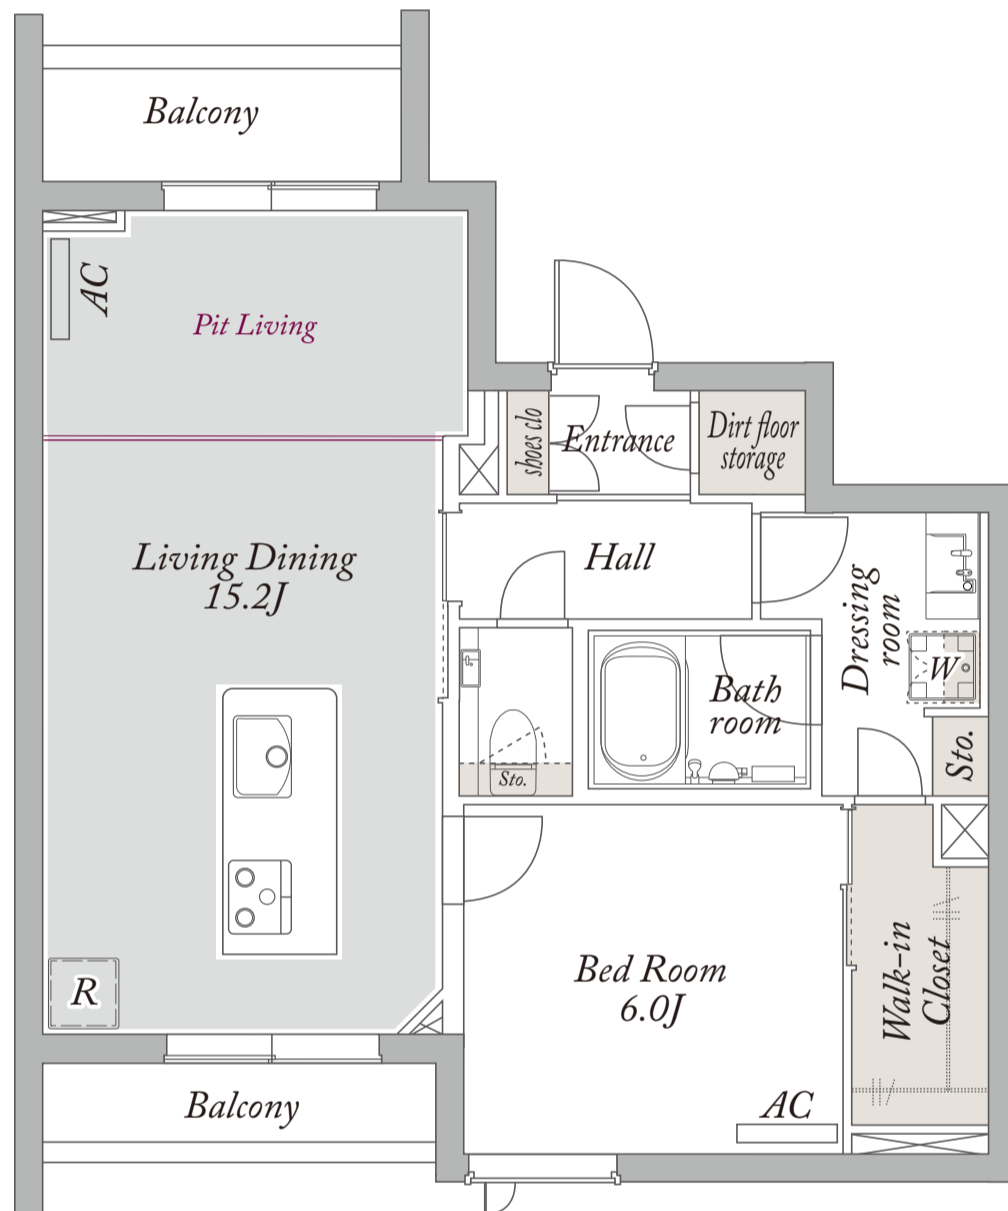 Balcony
AC
Pit Living
shoes clo
Entrance
Dirt floor
storage
Living Dining
15.2J
Hall
Dressing
room
W
Bath
room
Sto.
Sto.
R
Bed Room
6.0J
Walk-in
Closet
AC
Balcony